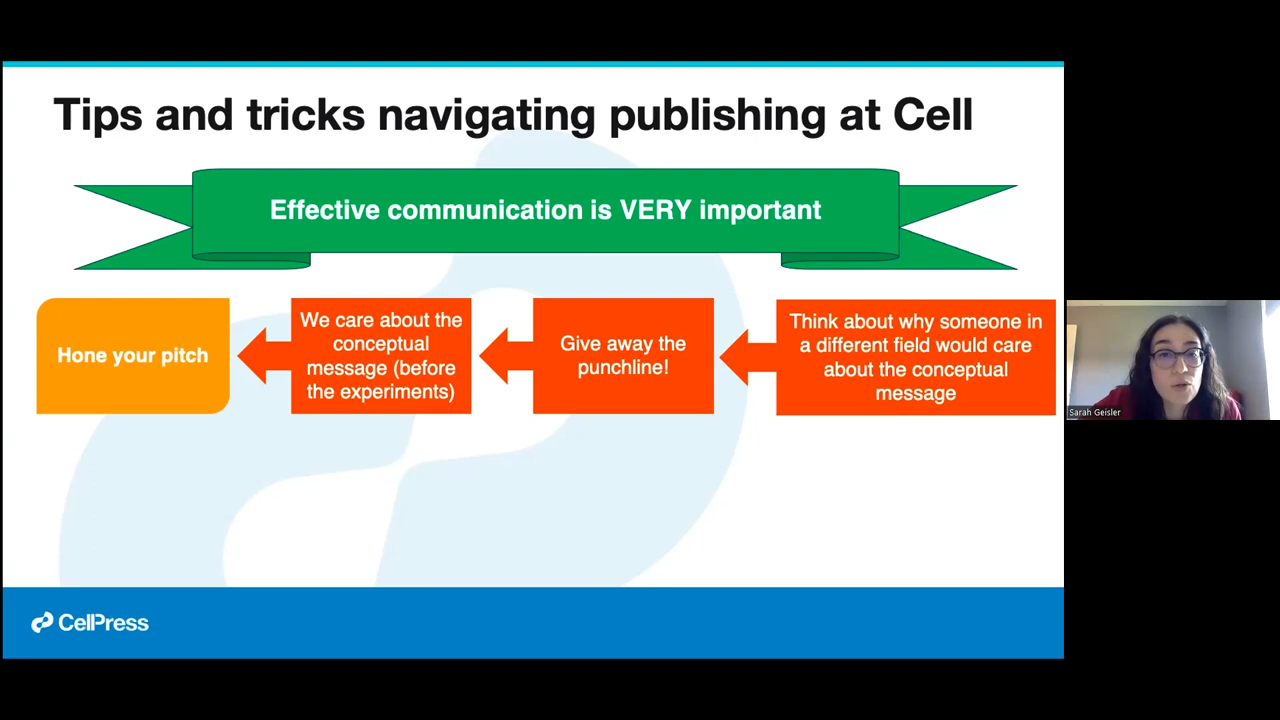 Tips and tricks navigating publishing at Cell
Effective communication is VERY important
Hone your pitch
We care about the
conceptual
message (before
the experiments)
Give away the
punchline!
Think about why someone in
a different field would care
about the conceptual
message
Sarah Geisler
CellPress